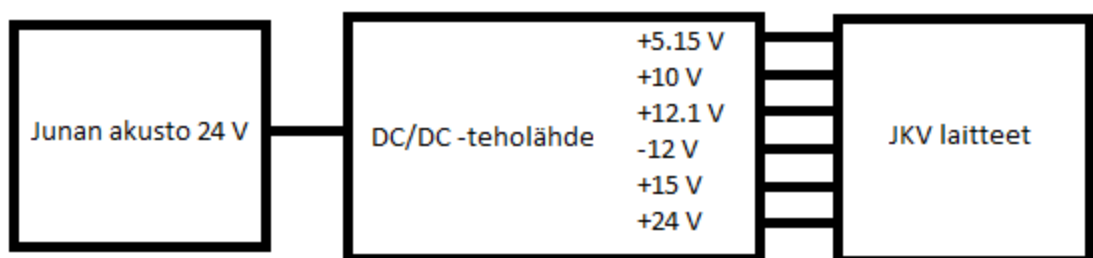 Junan akusto 24 V
DC/DC -teholähde
+5.15 V
+10 V
+12.1 V
-12 V
+15 V
+24 V
JKV laitteet